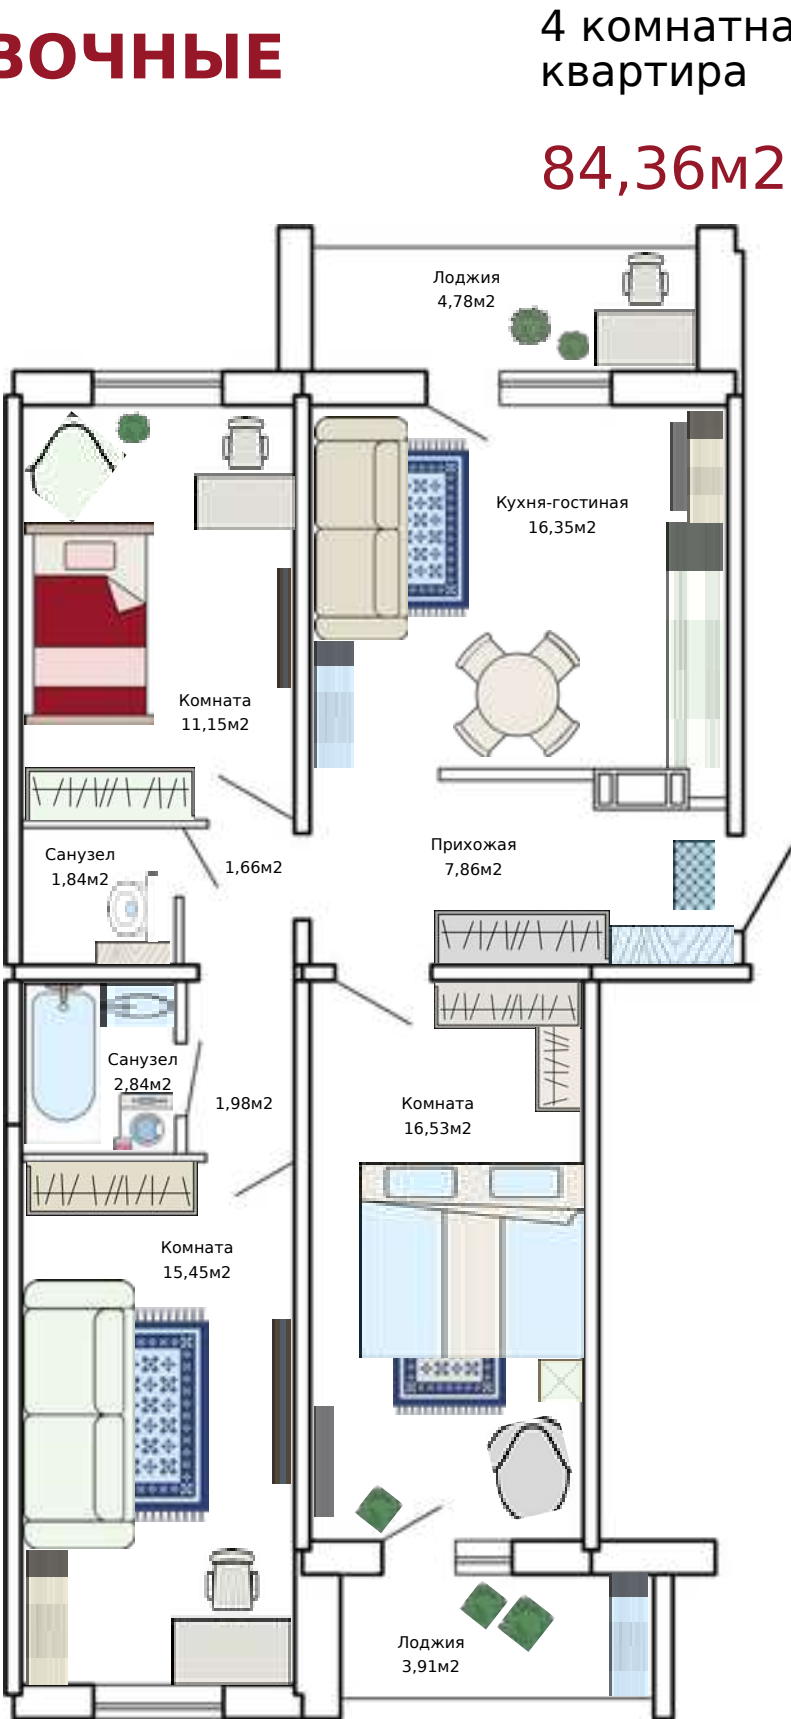 ВОЧНЫЕ
4 комнатна
квартира
84,36м2
Лоджия
4,78м2
Кухня-гостиная
16,35м2
Комната
11,15м2
Санузел
1,84м2
1,66м2
Прихожая
7,86м2
Санузел
2,84м2
1,98м2
Комната
16,53м2
Комната
15,45м2
Лоджия
3,91м2